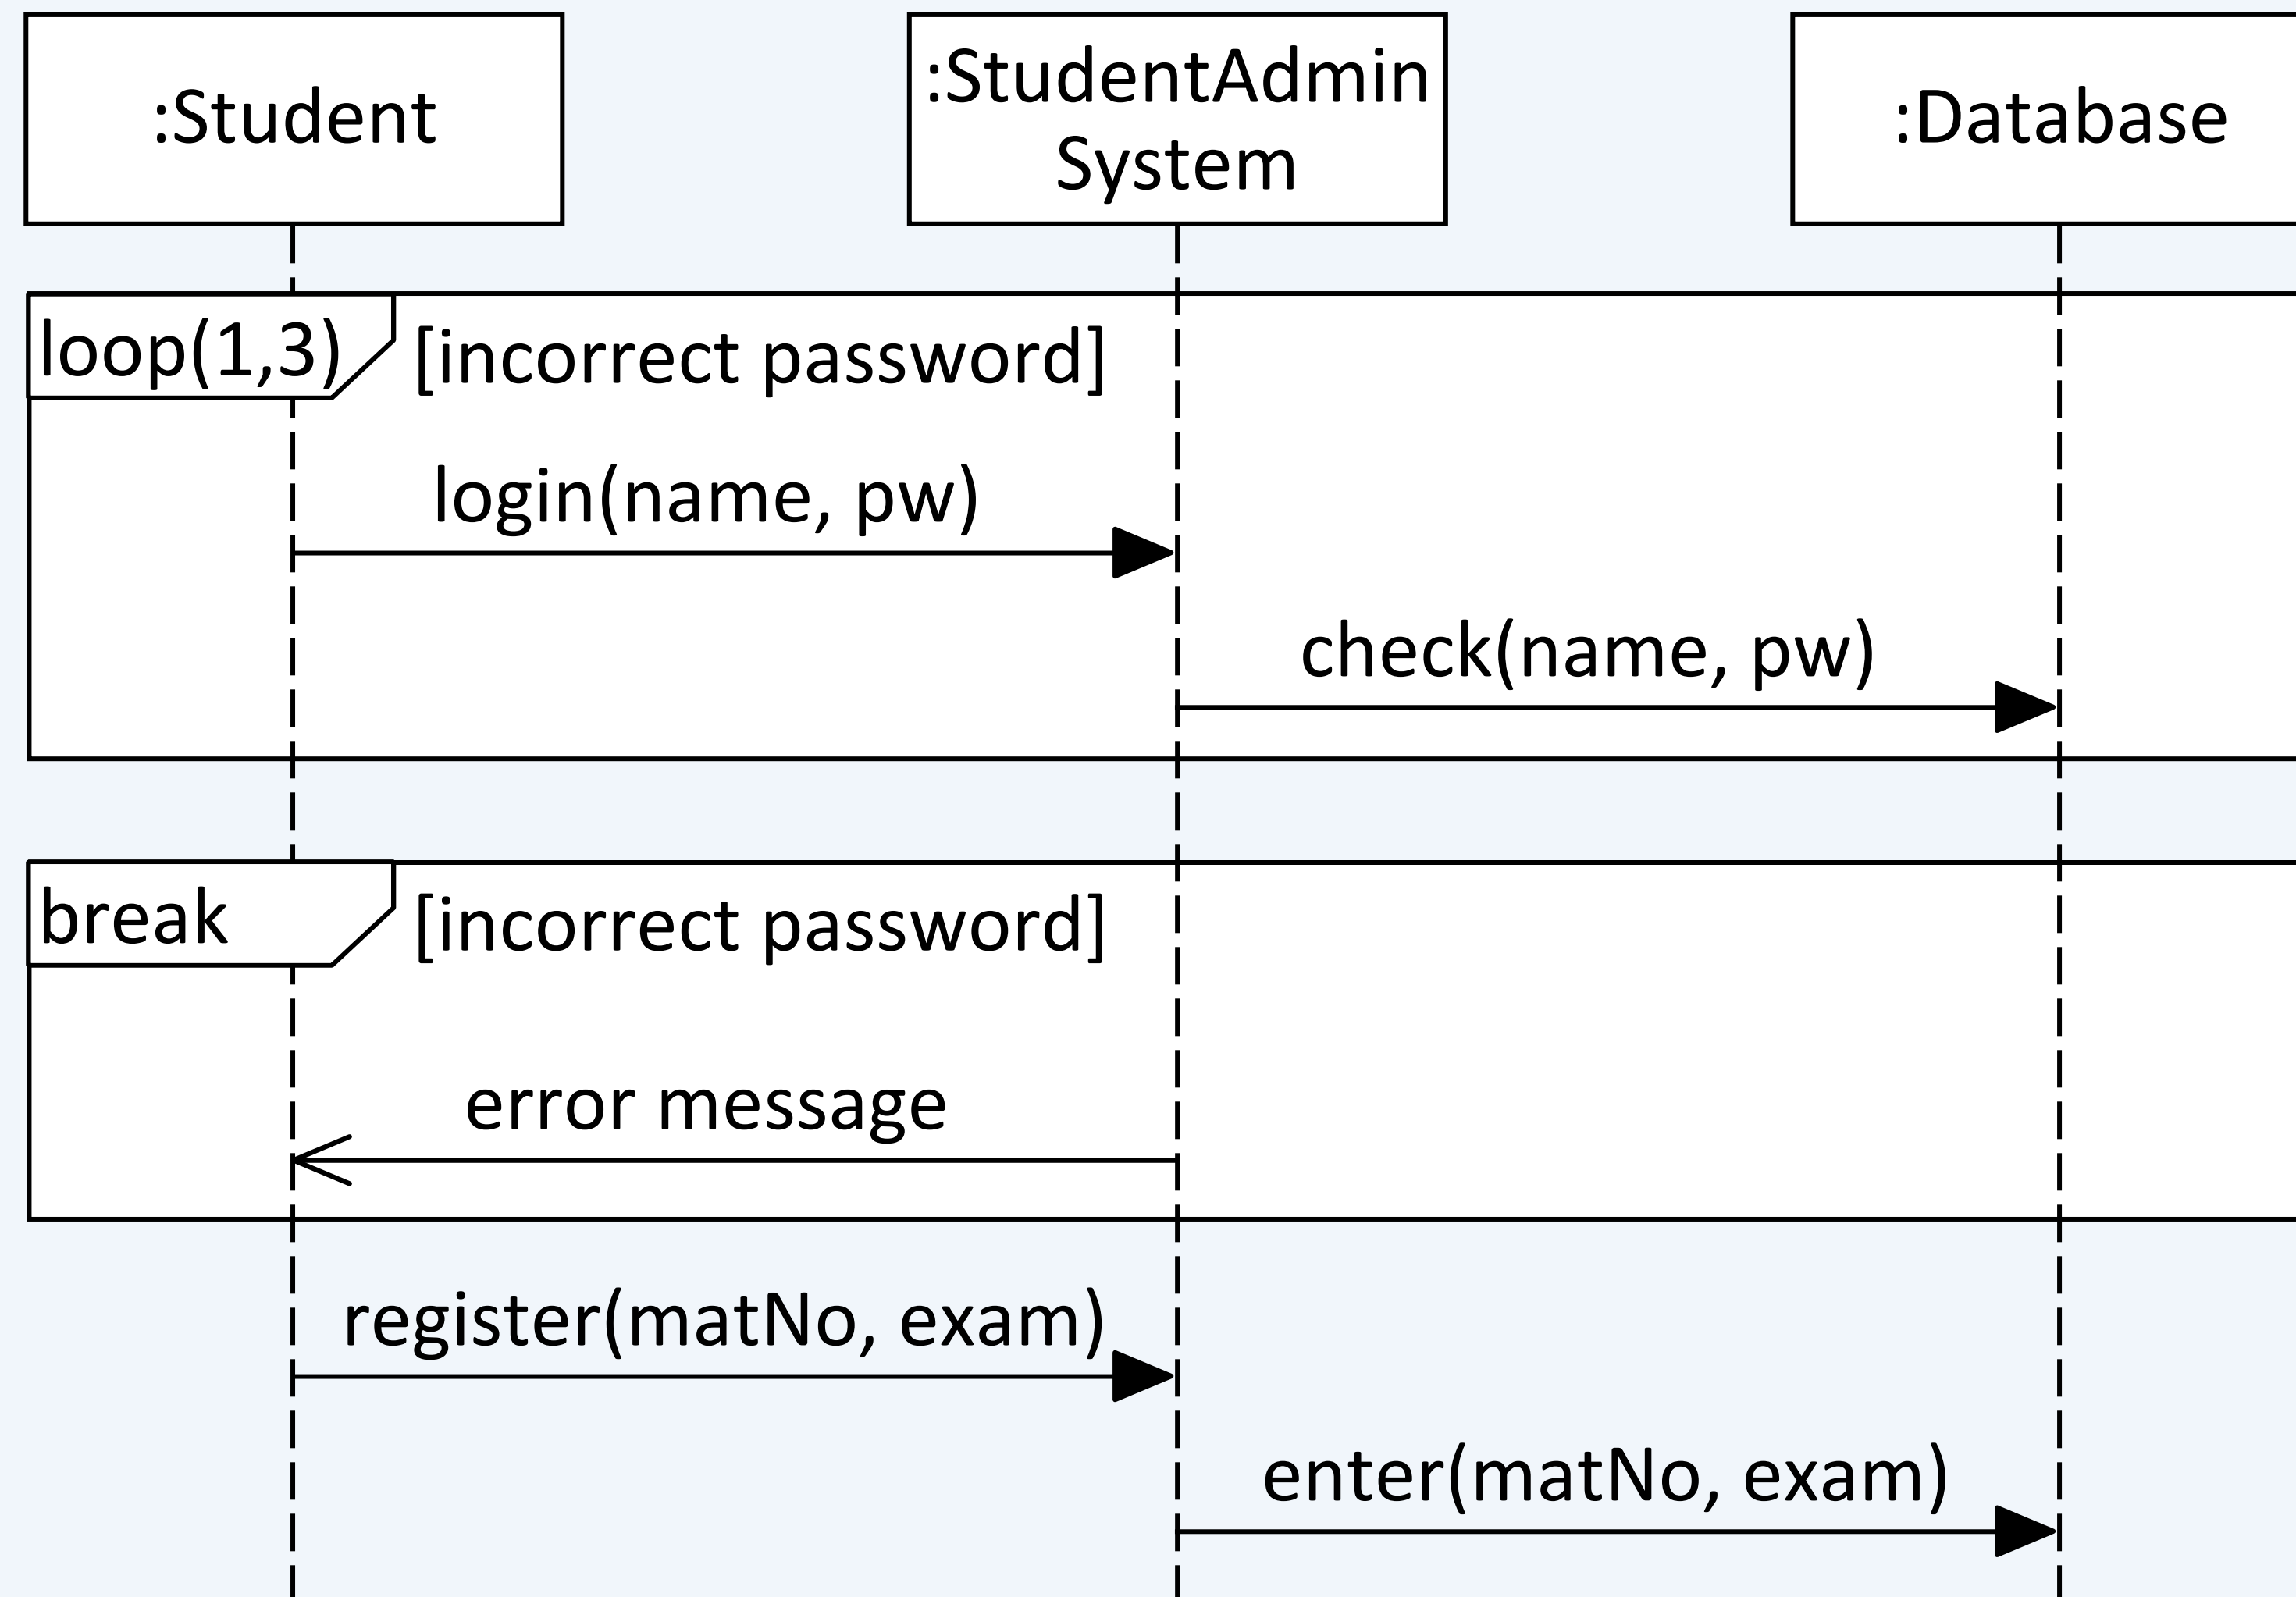 :Student
:StudentAdmin
System
:Database
loop(1,3)
[incorrect password]
login(name, pw)
check(name, pw)
break
[incorrect password]
error message
register(matNo, exam)
enter(matNo, exam)